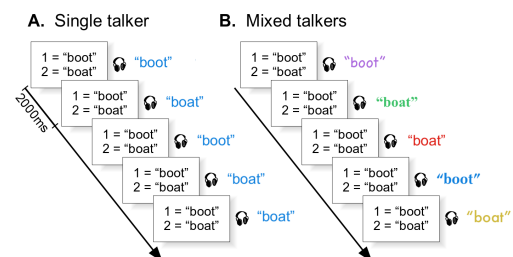 A. Single talker
1 = “boot”
2 = “boat”
“boot”
1 = “boot”
2 = “boat”
“boat”
1 = “boot”
2 = “boat”
“boot”
1 = “boot”
2 = “boat”
“boat”
1 = “boot”
2 = “boat”
“boat”
2000ms
B. Mixed talkers
1 = “boot”
2 = “boat”
“boot”
1 = “boot”
2 = “boat”
“boat”
1 = “boot”
2 = “boat”
“boat”
1 = “boot”
2 = “boat”
“boot”
1 = “boot”
2 = “boat”
“boat”